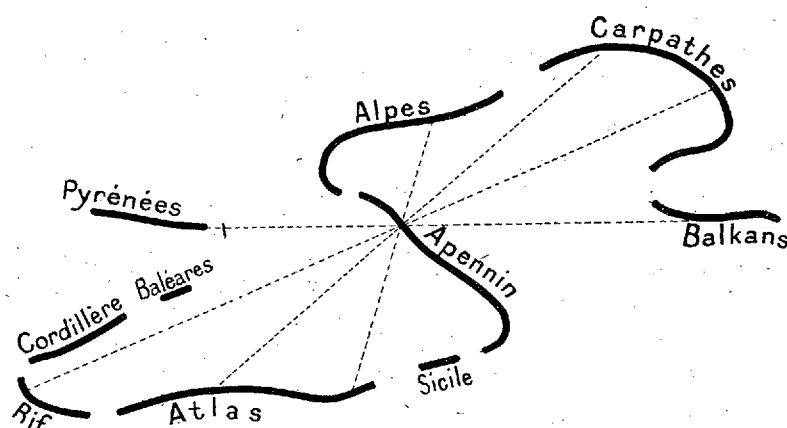 Carpathes
Alpes
Pyrénées
Apennin
Balkans
Baléares
Cordillère
Sicile
Atlas
Rif